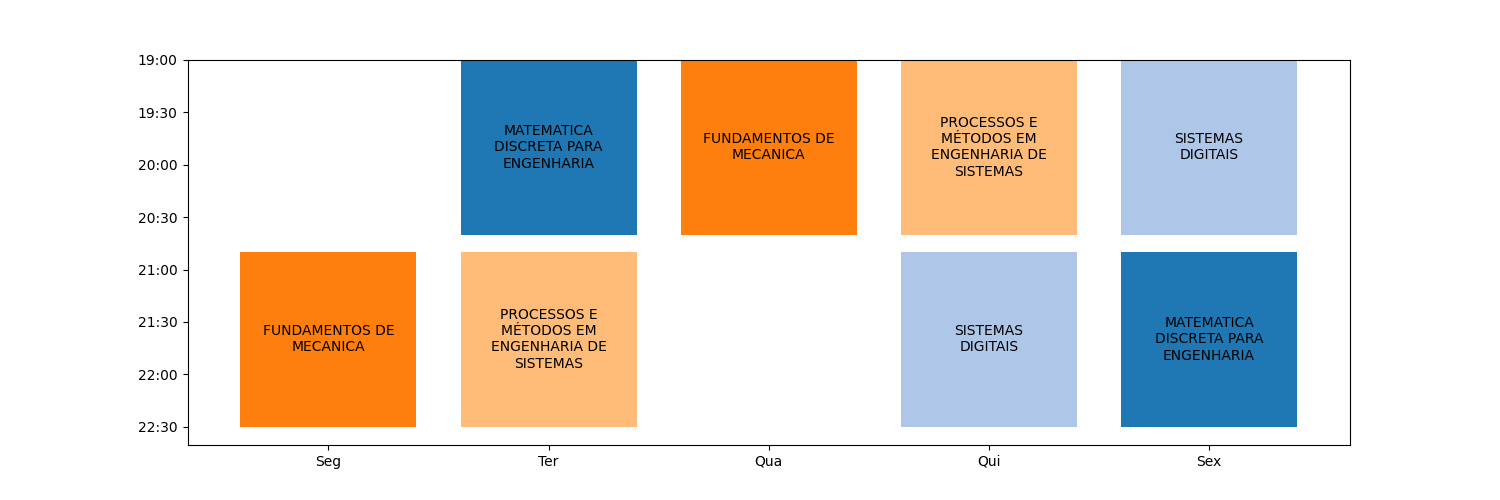 19:00
19:30
20:00
20:30
21:00
21:30
22:00
22:30
MATEMATICA
DISCRETA PARA
ENGENHARIA
FUNDAMENTOS DE
MECANICA
PROCESSOS E
MÉTODOS EM
ENGENHARIA DE
SISTEMAS
SISTEMAS
DIGITAIS
FUNDAMENTOS DE
MECANICA
PROCESSOS E
MÉTODOS EM
ENGENHARIA DE
SISTEMAS
SISTEMAS
DIGITAIS
MATEMATICA
DISCRETA PARA
ENGENHARIA
Seg
Ter
Qua
Qui
Sex